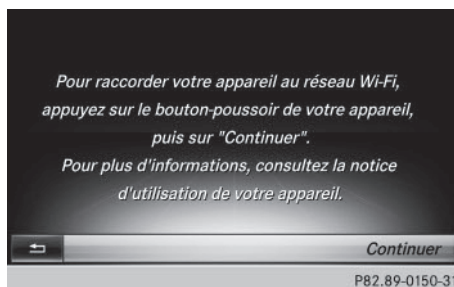 Pour raccorder votre appareil au réseau Wi-Fi,
appuyez sur le bouton-poussoir de votre appareil,
puis sur "Continuer".
Pour plus d'informations, consultez la notice
d'utilisation de votre appareil.
Continuer
P82.89-0150-31